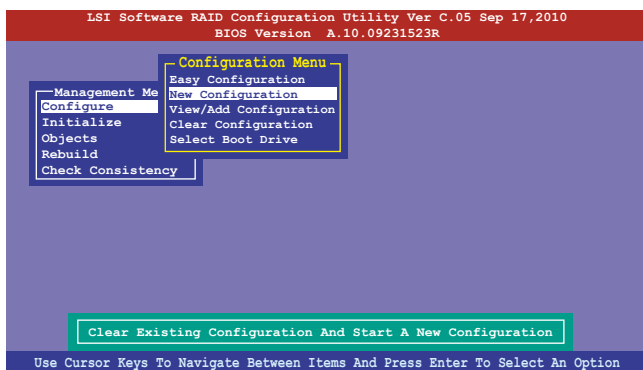 LSI Software RAID Configuration Utility Ver C.05 Sep 17,2010
BIOS Version A.10.09231523R
Configuration Menu
Easy Configuration
New Configuration
View/Add Configuration
Clear Configuration
Select Boot Drive
Management Me
Configure
Initialize
Objects
Rebuild
Check Consistency
Clear Existing Configuration And Start A New Configuration
Use Cursor Keys To Navigate Between Items And Press Enter To Select An Option